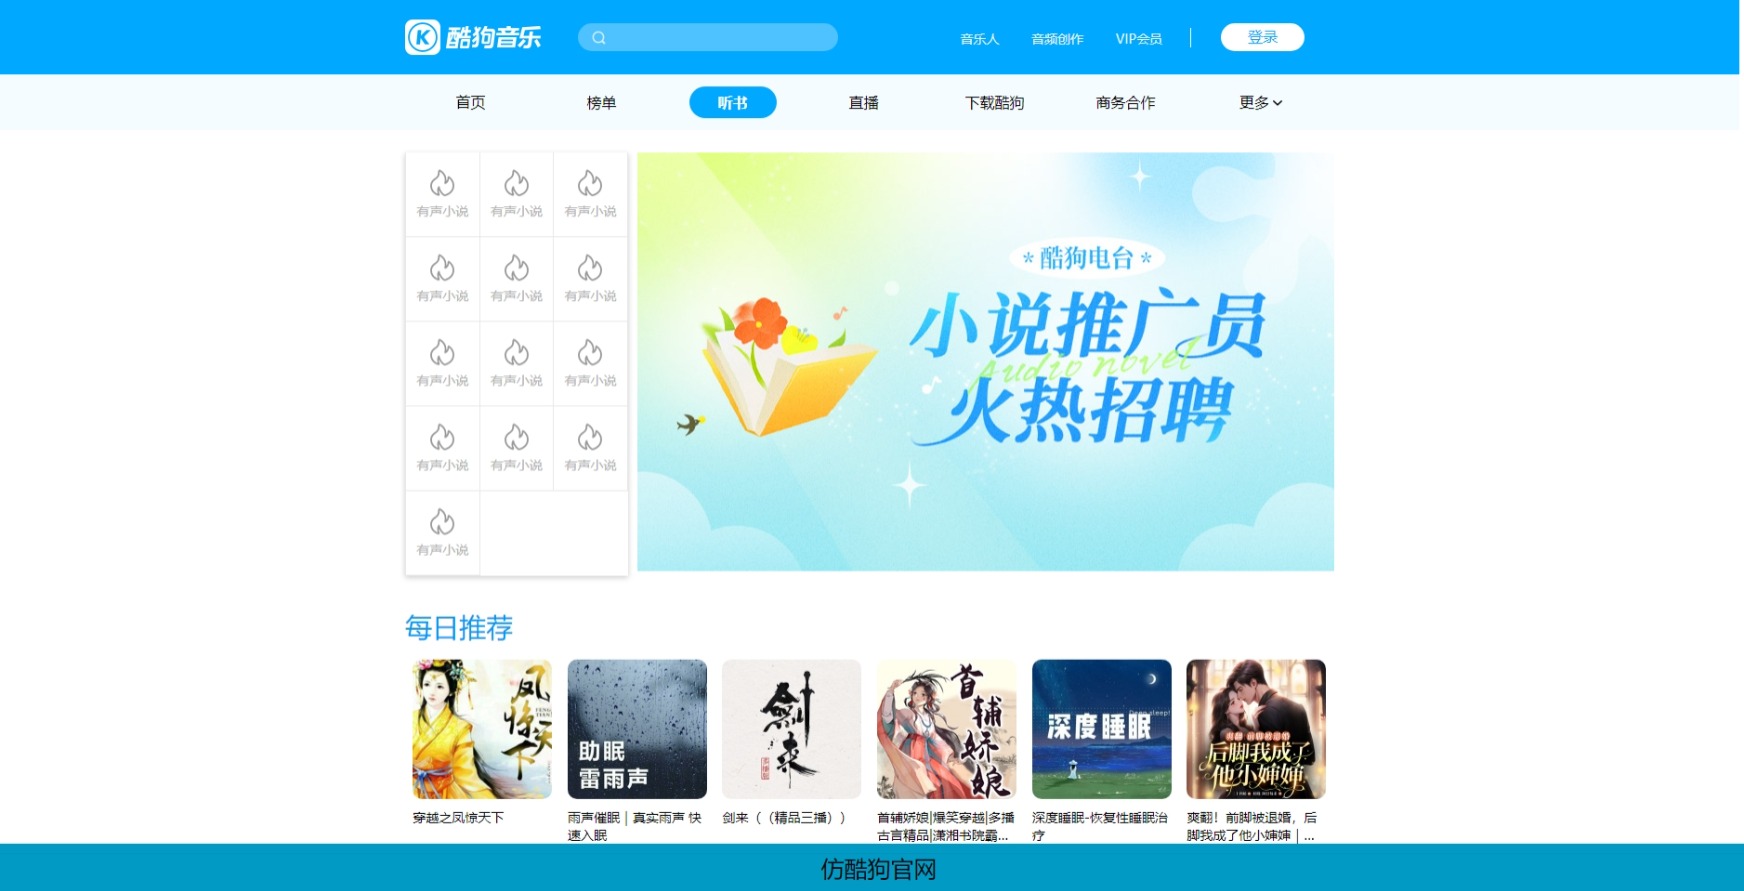 K 酷狗音乐
音乐人
音频创作
VIP会员
登录
首页
榜单
听书
直播
下载酷狗
商务合作
更多
有声小说
有声小说
有声小说
有声小说
有声小说
有声小说
有声小说
有声小说
有声小说
有声小说
有声小说
有声小说
有声小说
* 酷狗电台 *
小说推广员
Audio novel
火热招聘
每日推荐
凤惊天下
助眠
雷雨声
剑来
首辅娇娘
Deep sleep!
深度睡眠
后脚我成了
他小婶婶
穿越之凤惊天下
雨声催眠｜真实雨声 快
速入眠
剑来（（精品三播））
首辅娇娘|爆笑穿越|多播
古言精品|潇湘书院霸...
深度睡眠-恢复性睡眠治
疗
爽翻！前脚被退婚，后
脚我成了他小婶婶｜...
仿酷狗官网